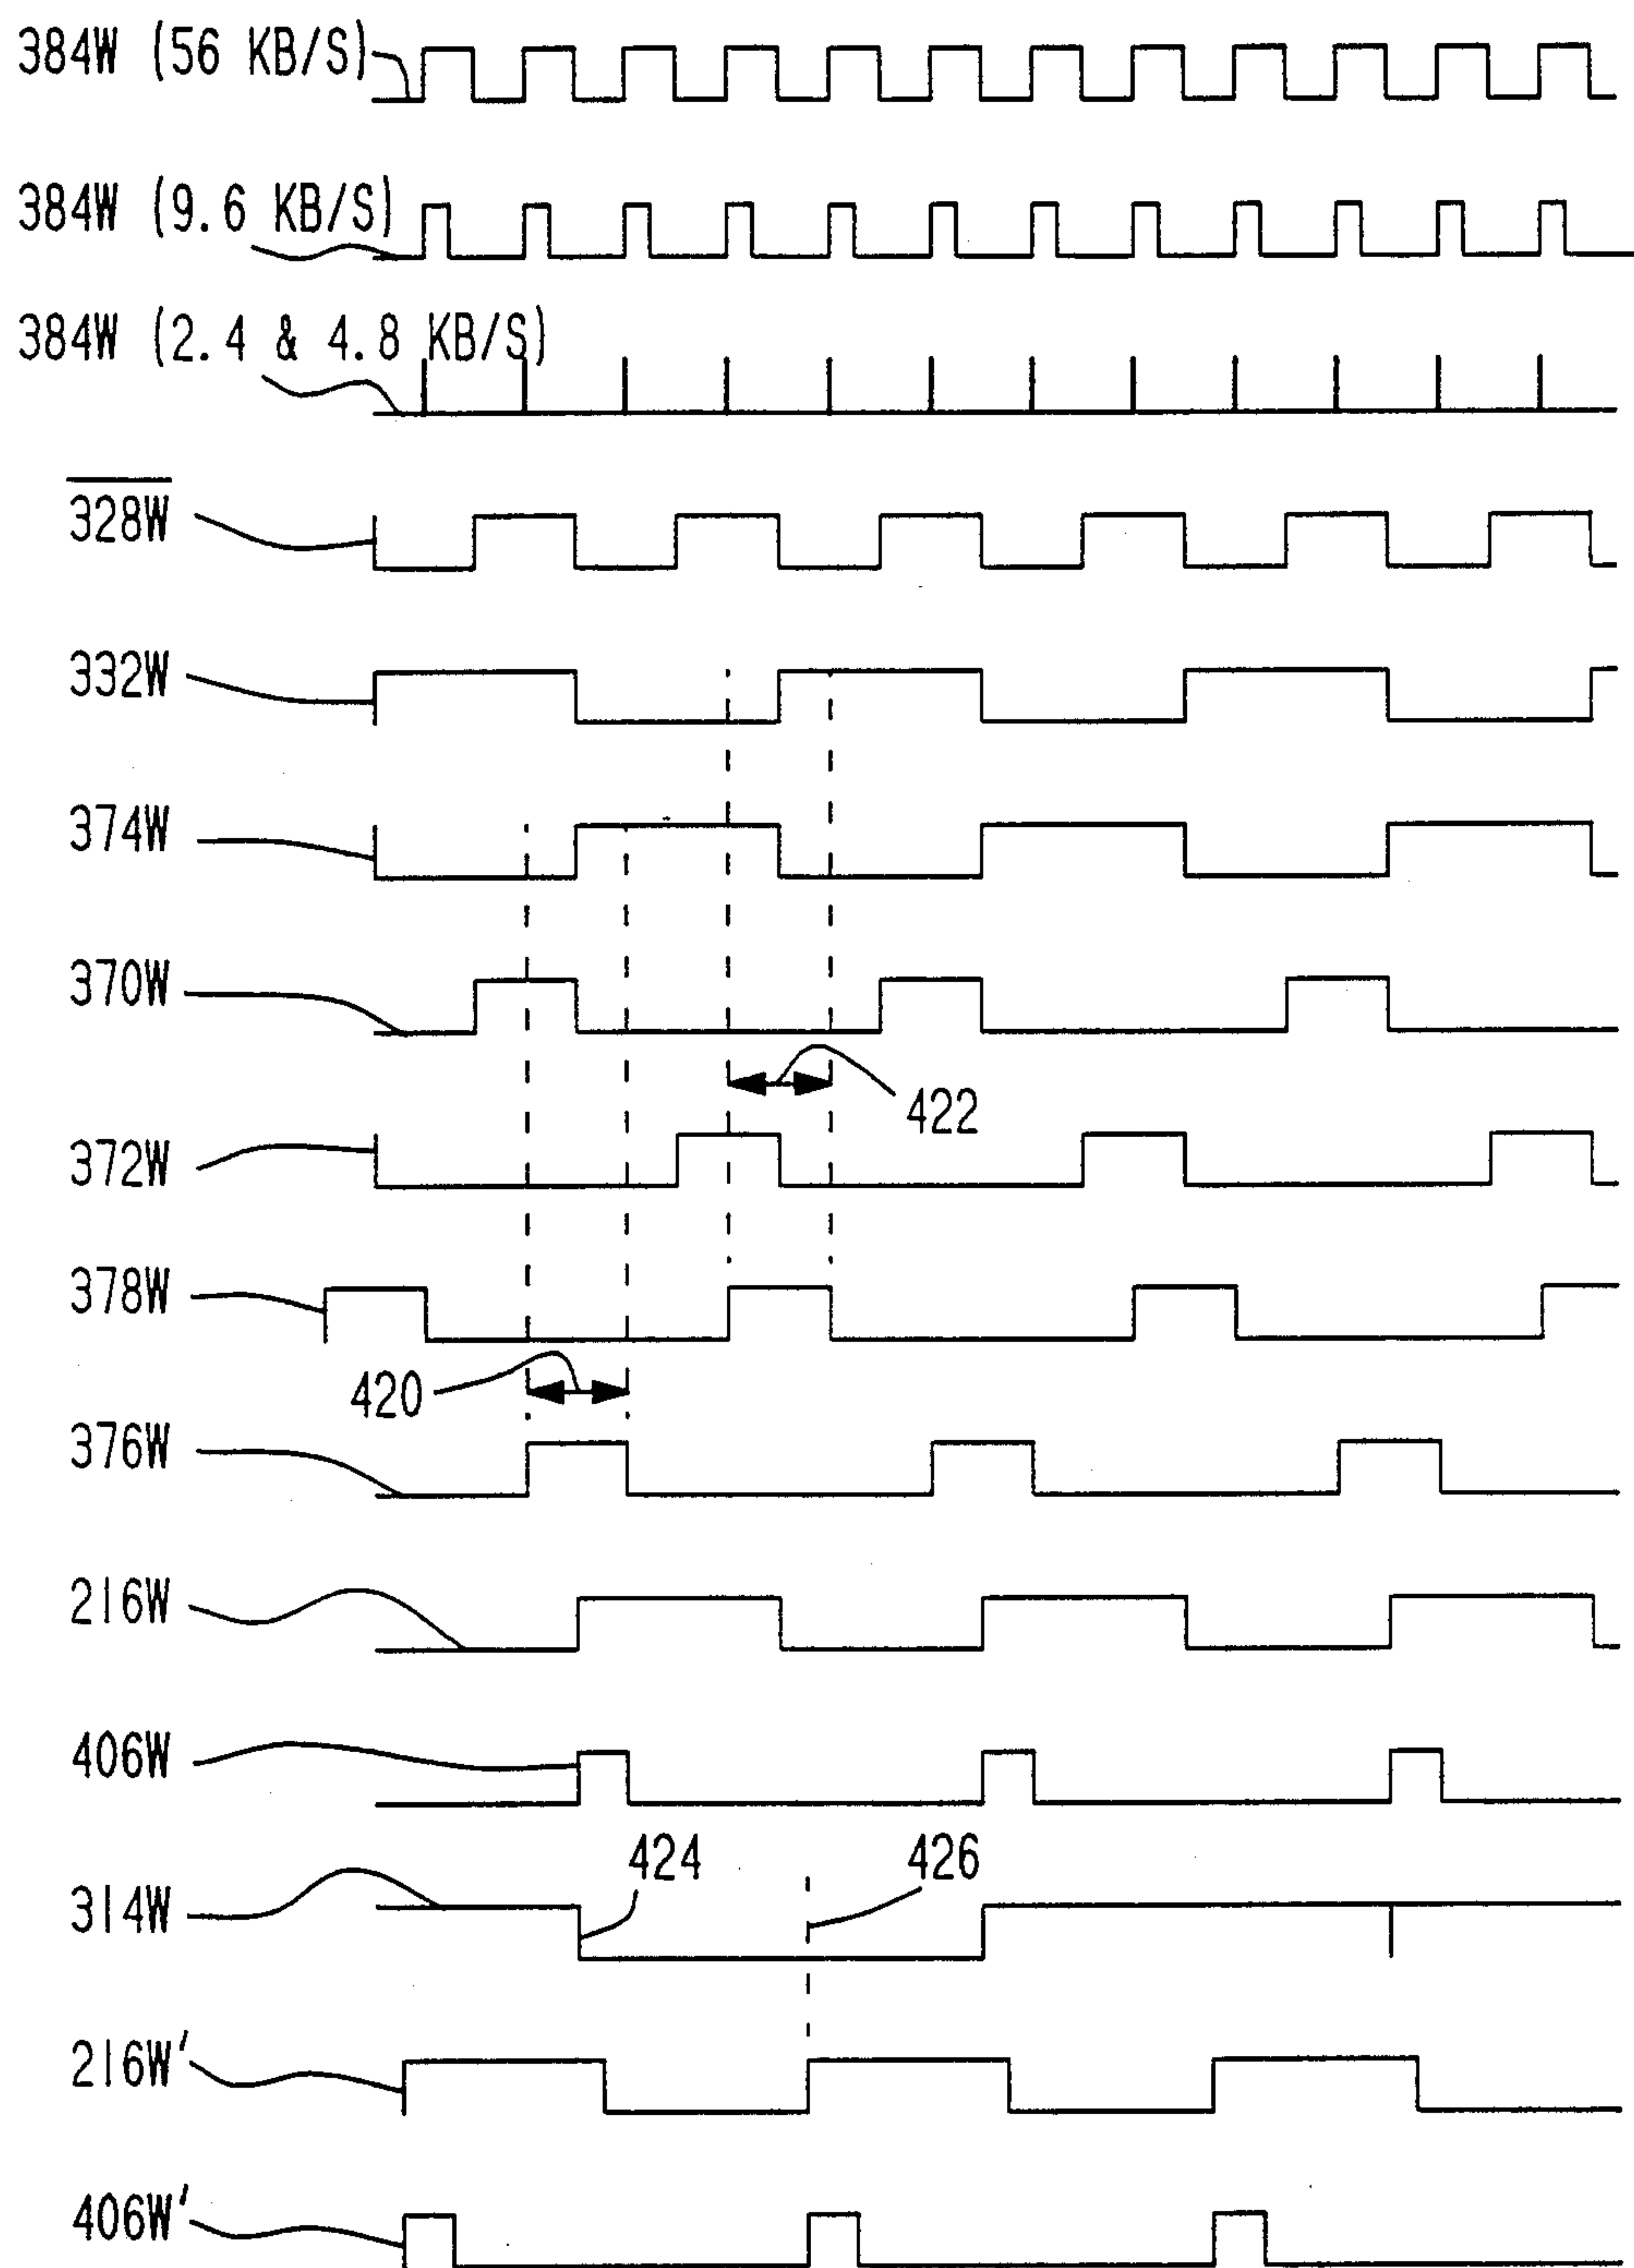 384W (56 KB/S)
384W (9.6 KB/S)
384W (2.4 & 4.8 KB/S)
328W
332W
374W
370W
422
372W
378W
420
376W
216W
406W
424
426
314W
216W'
406W'